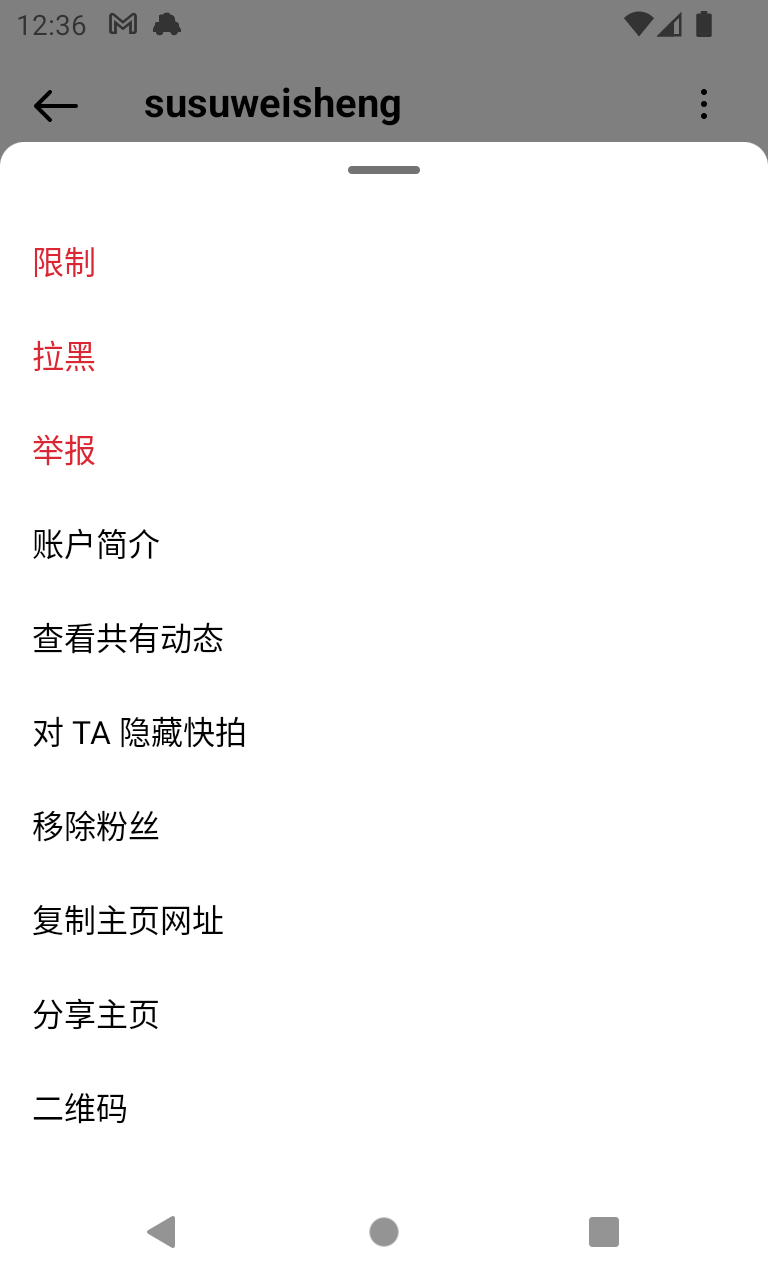 12:36
susuweisheng
限制
拉黑
举报
账户简介
查看共有动态
对 TA 隐藏快拍
移除粉丝
复制主页网址
分享主页
二维码